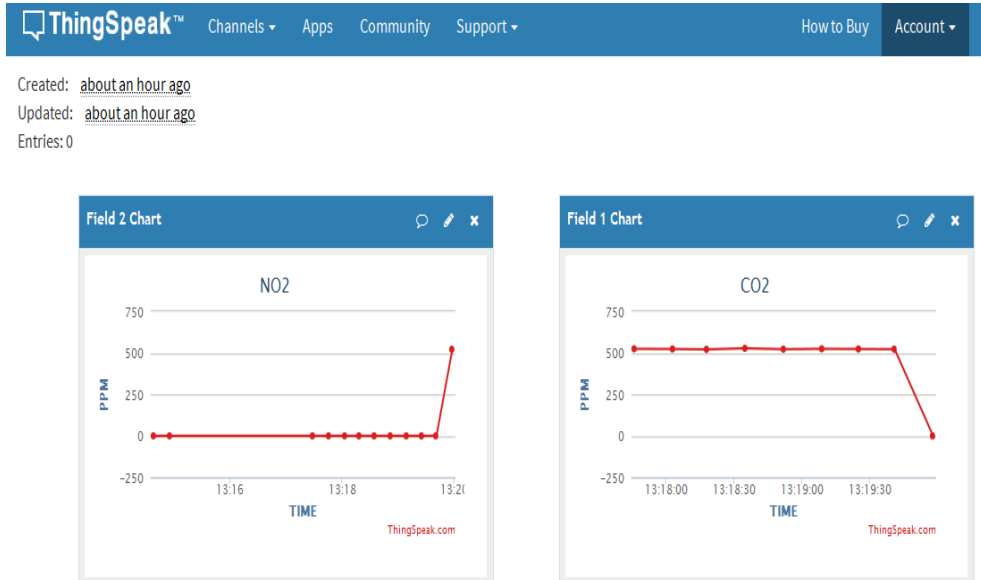 ThingSpeak™ Channels Apps Community Support How to Buy Account
Created: about an hour ago
Updated: about an hour ago
Entries: 0
Field 2 Chart
NO2
750
500
250
0
-250
PPM
13:16 13:18 13:20
TIME
ThingSpeak.com
Field 1 Chart
CO2
750
500
250
0
-250
PPM
13:18:00 13:18:30 13:19:00 13:19:30
TIME
ThingSpeak.com